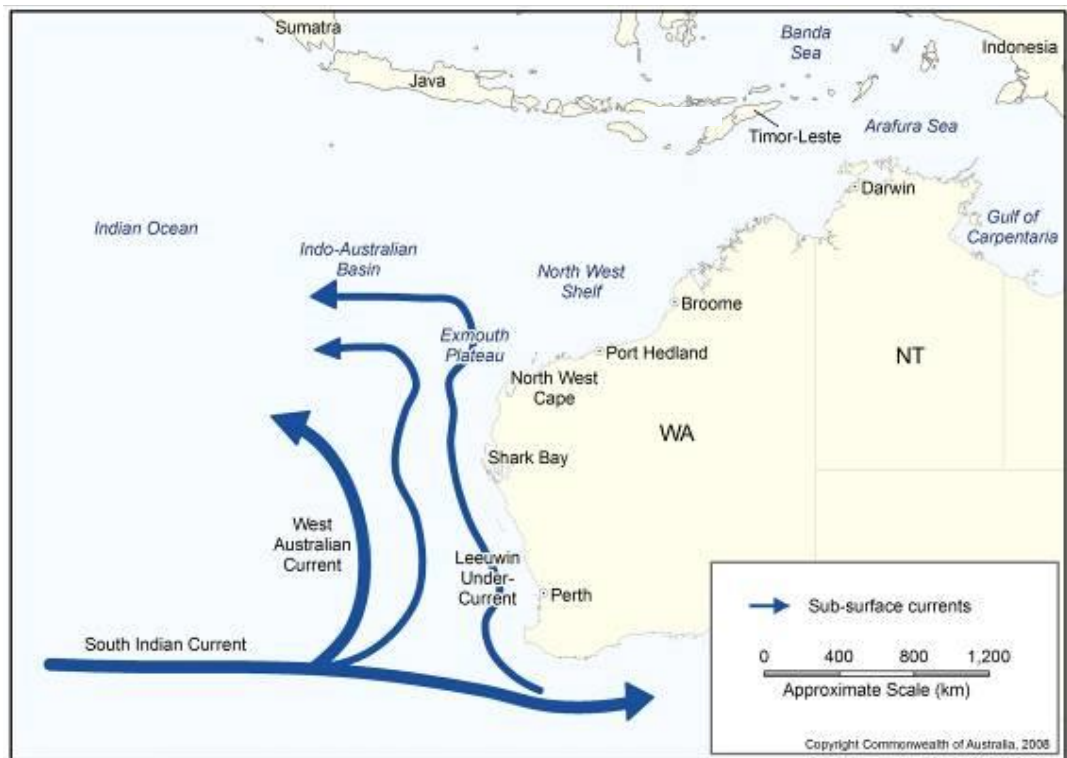 Sumatra
Banda
Sea
Indonesia
Java
Timor-Leste
Arafura Sea
Darwin
Indian Ocean
Gulf of
Carpentaria
Indo-Australian
Basin
North West
Shelf
Broome
Exmouth
Plateau
Port Hedland
NT
North West
Cape
WA
Shark Bay
West
Australian
Current
Leeuwin
Under-
Current
Perth
South Indian Current
Sub-surface currents
0 400 800 1,200
Approximate Scale (km)
Copyright Commonwealth of Australia, 2008